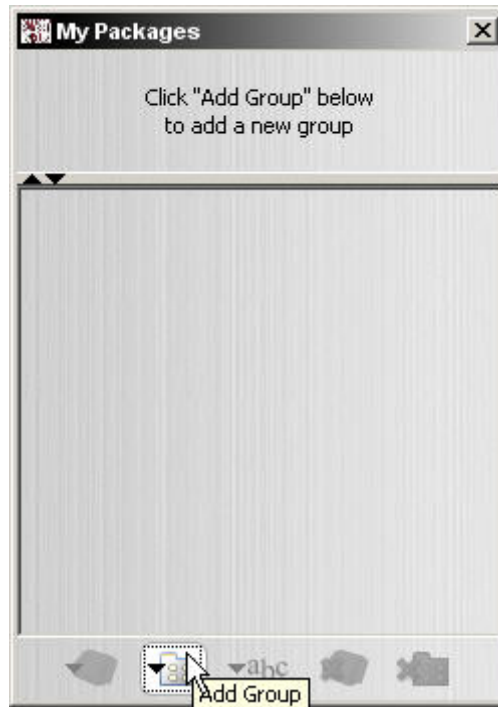 My Packages
Click "Add Group" below
to add a new group
abc
Add Group